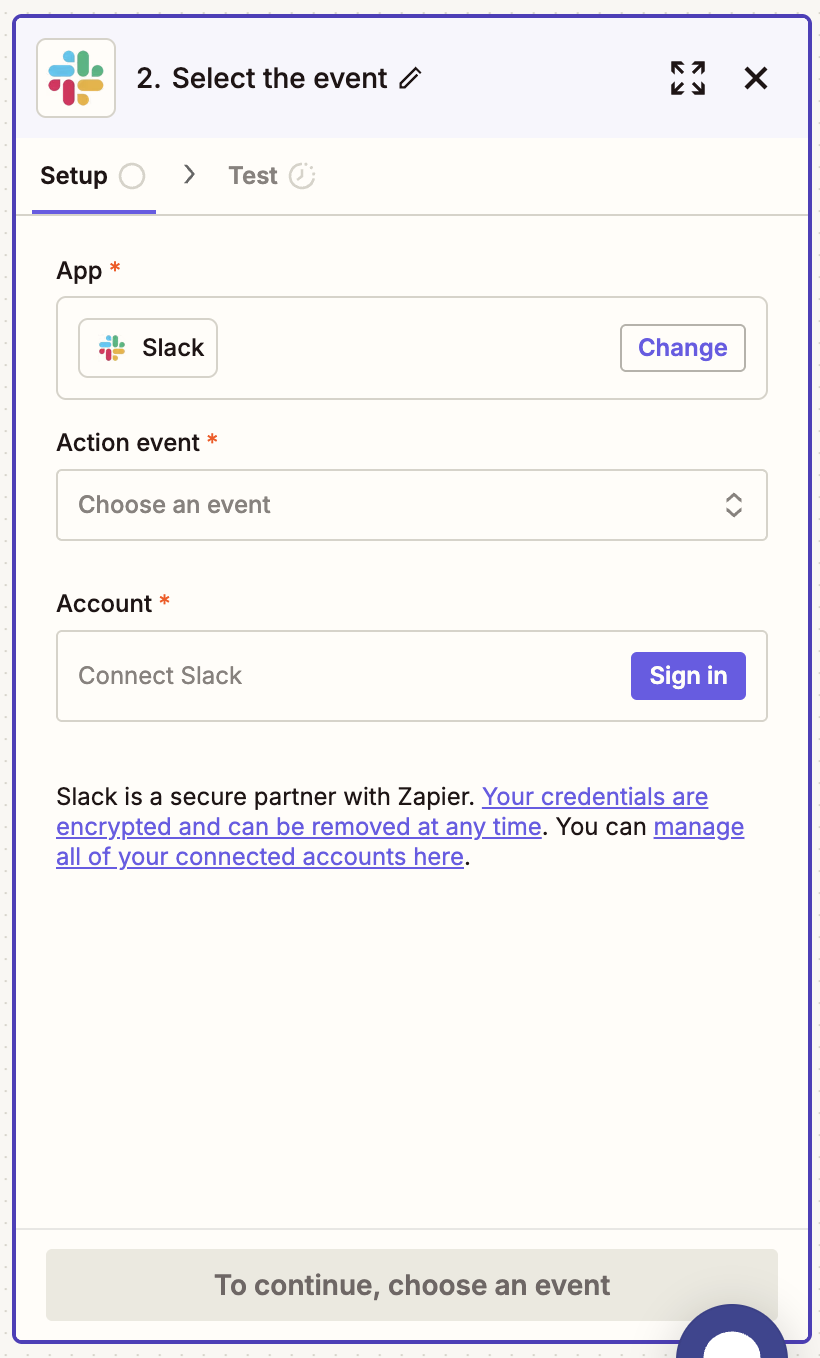 2. Select the event
Setup
Test
App *
Slack
Change
Action event *
Choose an event
Account *
Connect Slack
Sign in
Slack is a secure partner with Zapier. Your credentials are
encrypted and can be removed at any time. You can manage
all of your connected accounts here.
To continue, choose an event